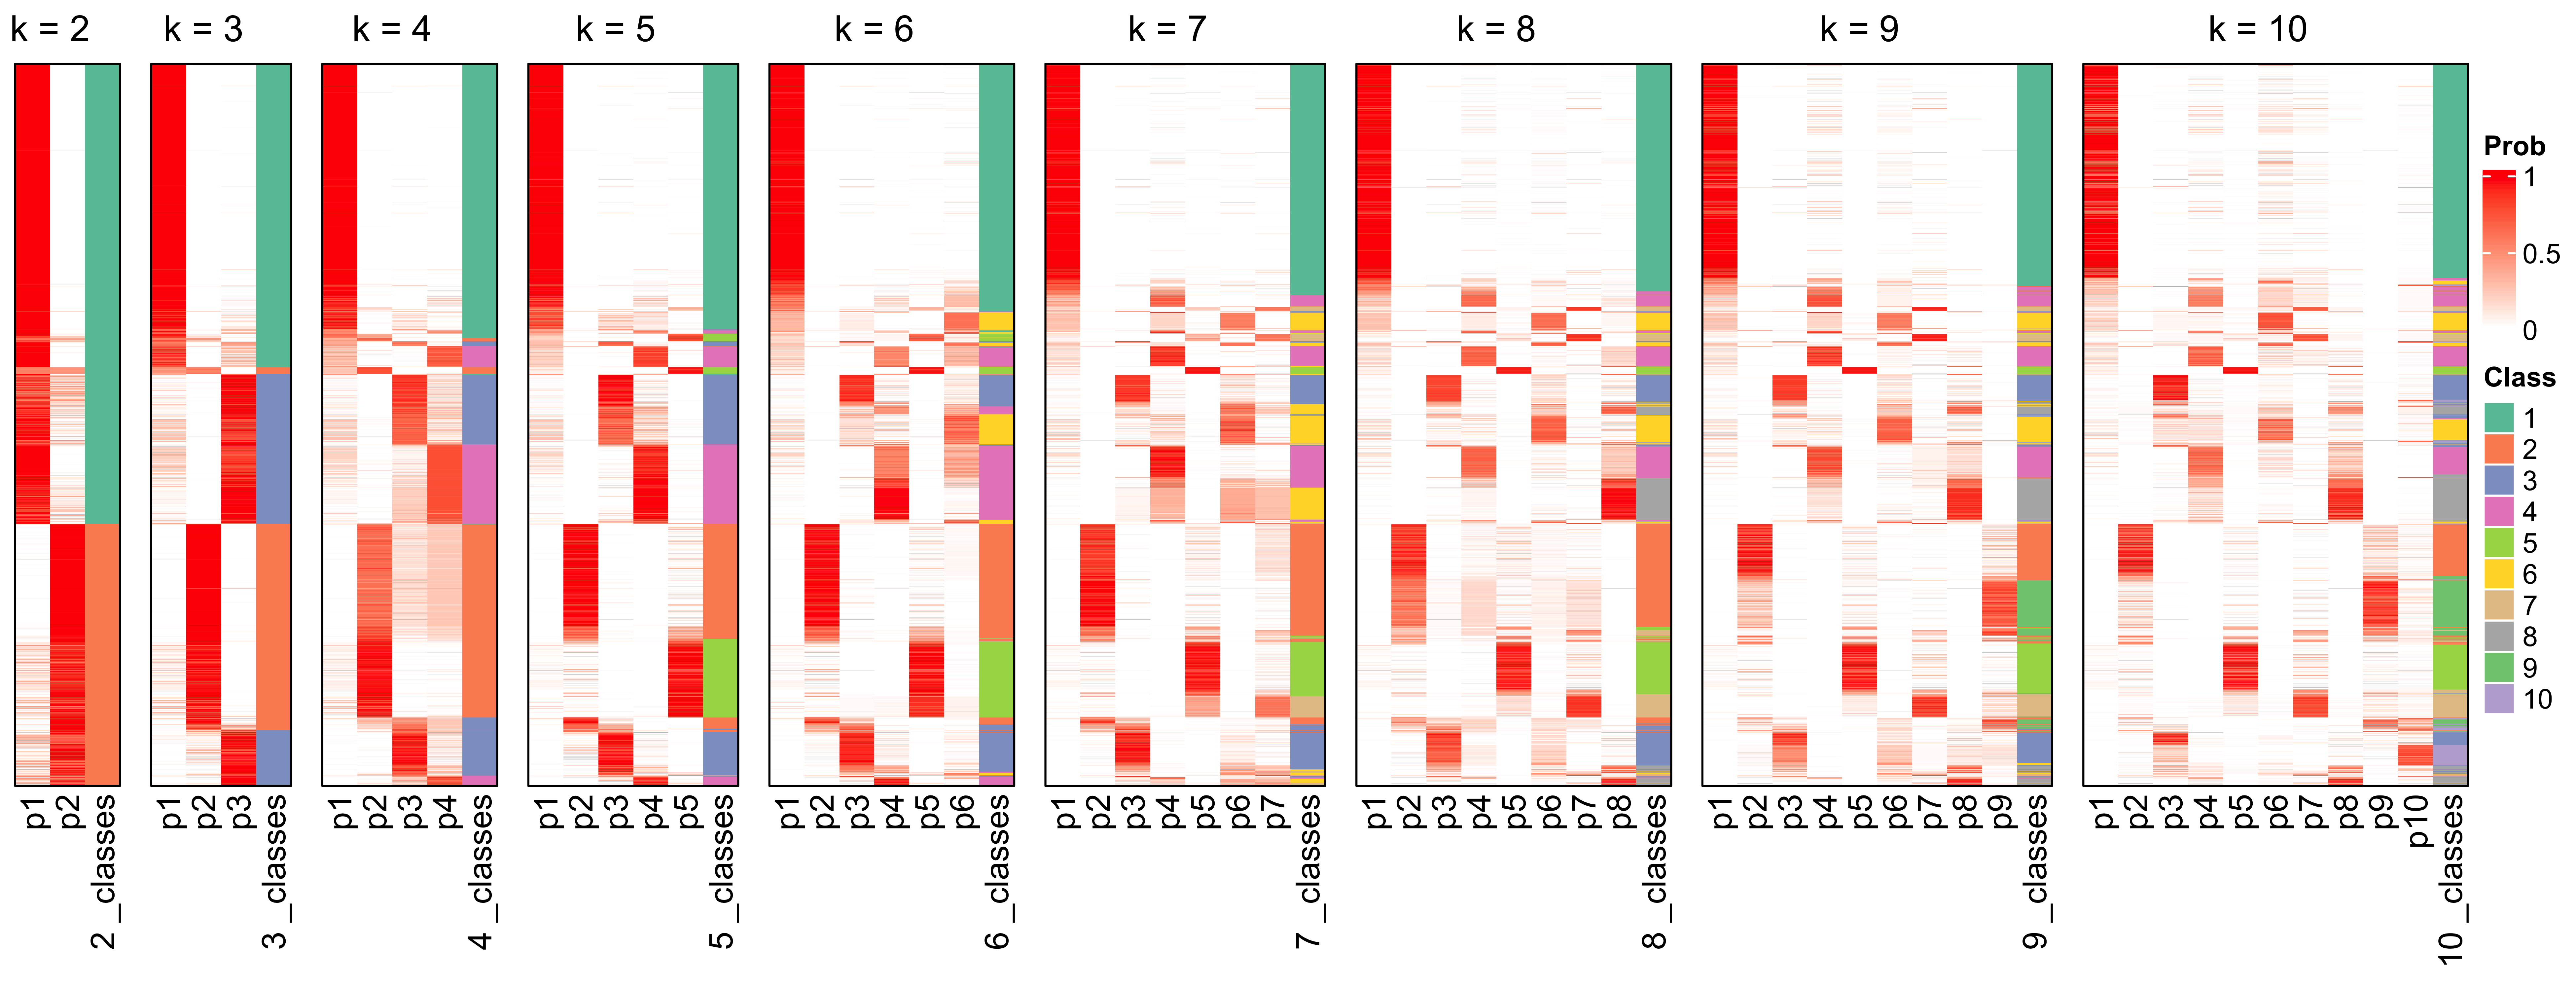 k = 2
k = 3
k = 4
k = 5
k = 6
k = 7
k = 8
k = 9
k = 10
p1
p2
2_classes
p1
p2
p3
3_classes
p1
p2
p3
p4
4_classes
p1
p2
p3
p4
p5
5_classes
p1
p2
p3
p4
p5
p6
6_classes
p1
p2
p3
p4
p5
p6
p7
7_classes
p1
p2
p3
p4
p5
p6
p7
p8
8_classes
p1
p2
p3
p4
p5
p6
p7
p8
p9
9_classes
p1
p2
p3
p4
p5
p6
p7
p8
p9
p10
10_classes
Prob
1
0.5
0
Class
1
2
3
4
5
6
7
8
9
10